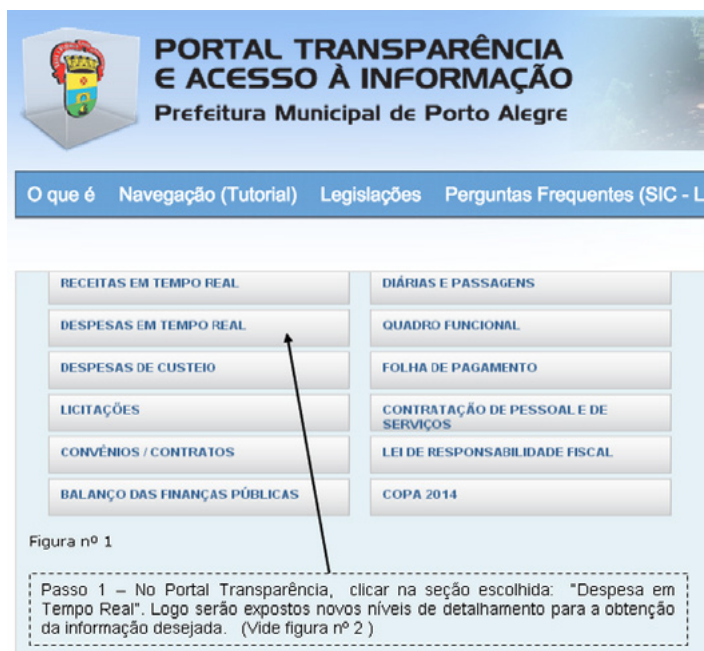 PORTAL TRANSPARÊNCIA
E ACESSO À INFORMAÇÃO
Prefeitura Municipal de Porto Alegre
O que é Navegação (Tutorial) Legislações Perguntas Frequentes (SIC - L
RECEITAS EM TEMPO REAL
DIÁRIAS E PASSAGENS
DESPESAS EM TEMPO REAL
QUADRO FUNCIONAL
DESPESAS DE CUSTEIO
FOLHA DE PAGAMENTO
LICITAÇÕES
CONTRATAÇÃO DE PESSOAL E DE
SERVIÇOS
CONVÊNIOS / CONTRATOS
LEI DE RESPONSABILIDADE FISCAL
BALANÇO DAS FINANÇAS PÚBLICAS
COPA 2014
Figura nº 1
Passo 1 – No Portal Transparência, clicar na seção escolhida: "Despesa em
Tempo Real". Logo serão expostos novos níveis de detalhamento para a obtenção
da informação desejada. (Vide figura nº 2 )